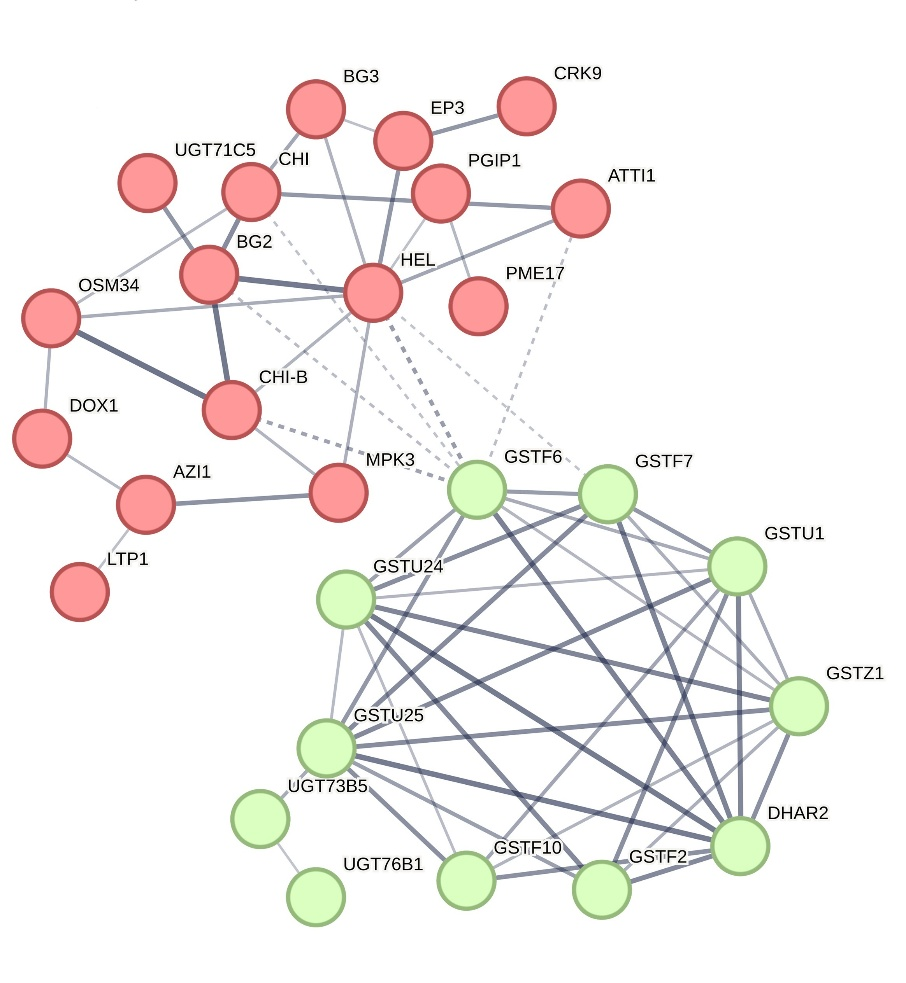 BG3
CRK9
EP3
UGT71C5
CHI
PGIP1
ATTI1
BG2
HEL
PME17
OSM34
CHI-B
DOX1
MPK3
GSTF6
GSTF7
AZI1
GSTU1
LTP1
GSTU24
GSTZ1
GSTU25
UGT73B5
DHAR2
GSTF10
GSTF2
UGT76B1